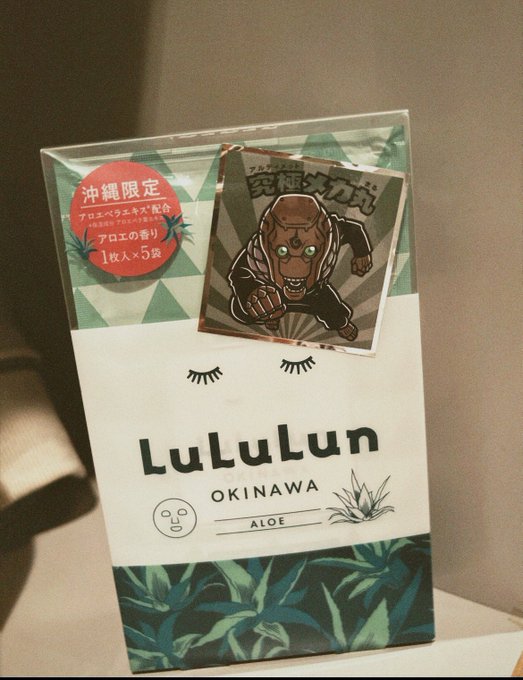 沖縄限定
アロエベラエキス*配合
アロエの香り
1枚入×5袋
アルティメット
究極メカ丸
LuLuLun
OKINAWA
ALOE